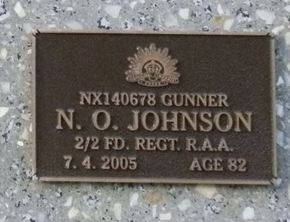 NX140678 GUNNER
N. O. JOHNSON
2/2 FD. REGT. R.A.A.
7. 4. 2005 AGE 82